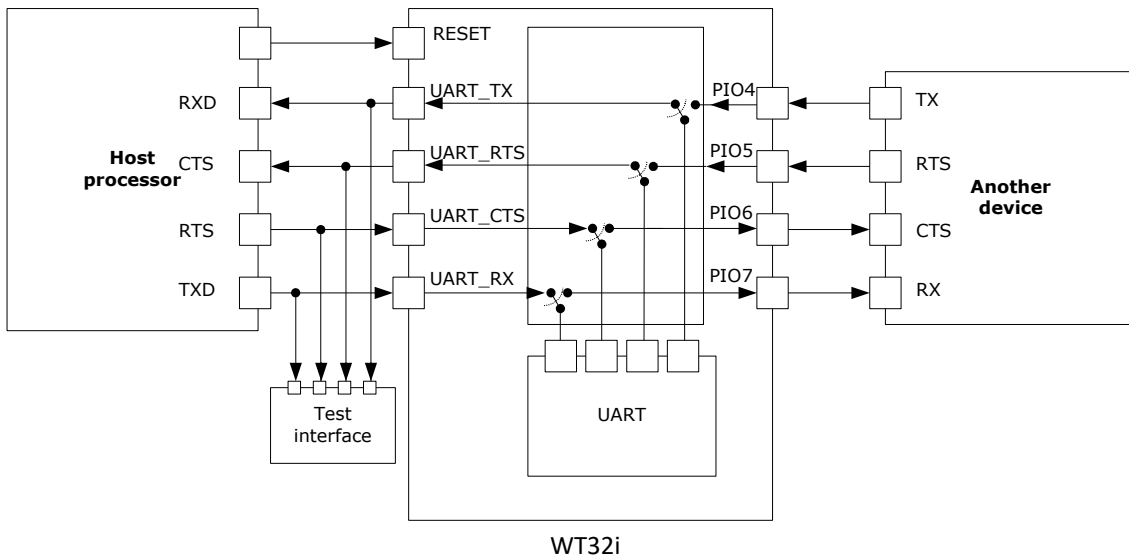 RESET
UART_TX
PIO4
RXD
TX
Host
processor
CTS
UART_RTS
PIO5
RTS
Another
device
RTS
UART_CTS
PIO6
CTS
TXD
UART_RX
PIO7
RX
Test
interface
UART
WT32i